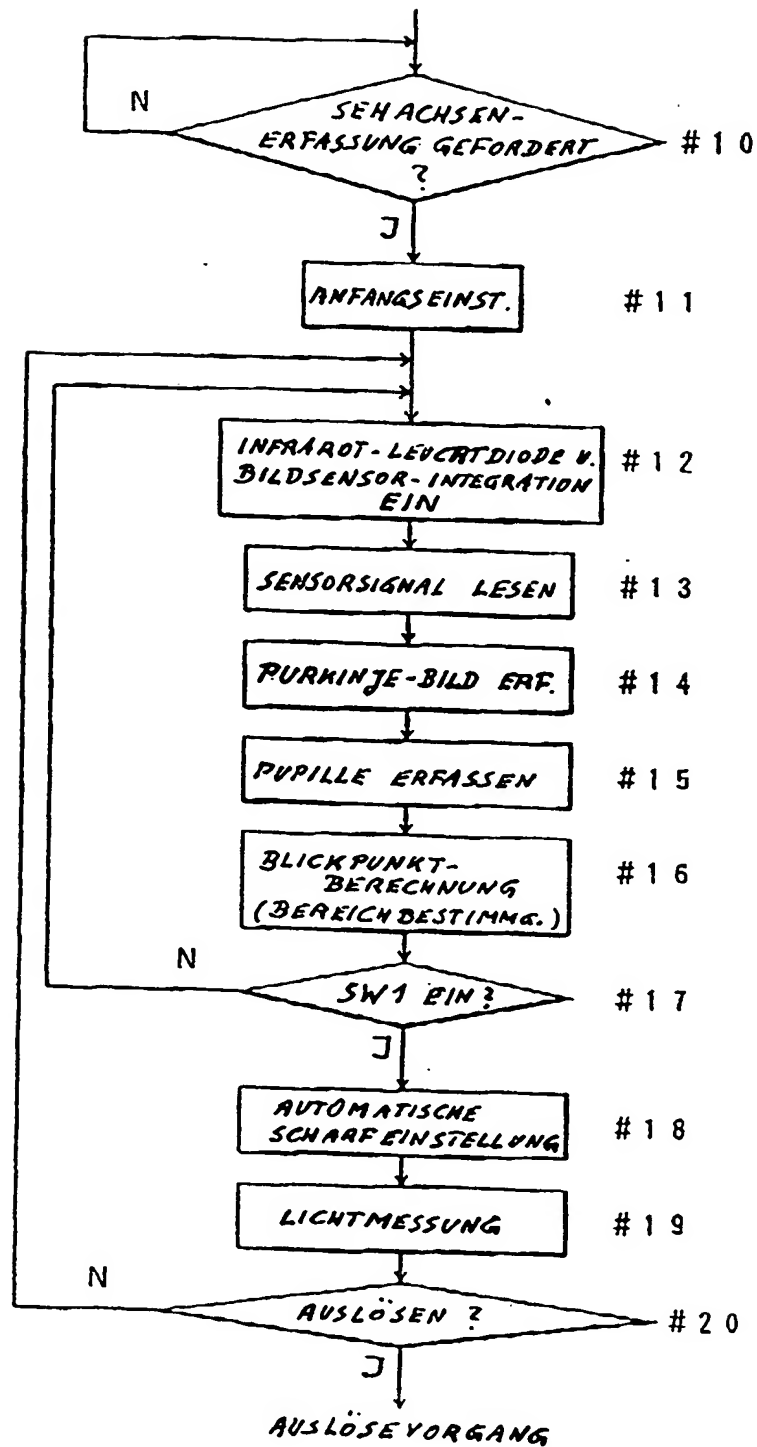 N
SEHACHSEN-
ERFASSUNG GEFORDERT
?
#10
J
ANFANGSEINST.
#11
INFRAROT-LEUCHTDIODE U.
BILDSENSOR-INTEGRATION
EIN
#12
SENSORSIGNAL LESEN
#13
PURKINJE-BILD ERF.
#14
PUPILLE ERFASSEN
#15
BLICKPUNKT-
BERECHNUNG
(BEREICHBESTIMMG.)
#16
N
SW1 EIN?
#17
J
AUTOMATISCHE
SCHARFEINSTELLUNG
#18
LICHTMESSUNG
#19
N
AUSLÖSEN ?
#20
J
AUSLÖSEVORGANG